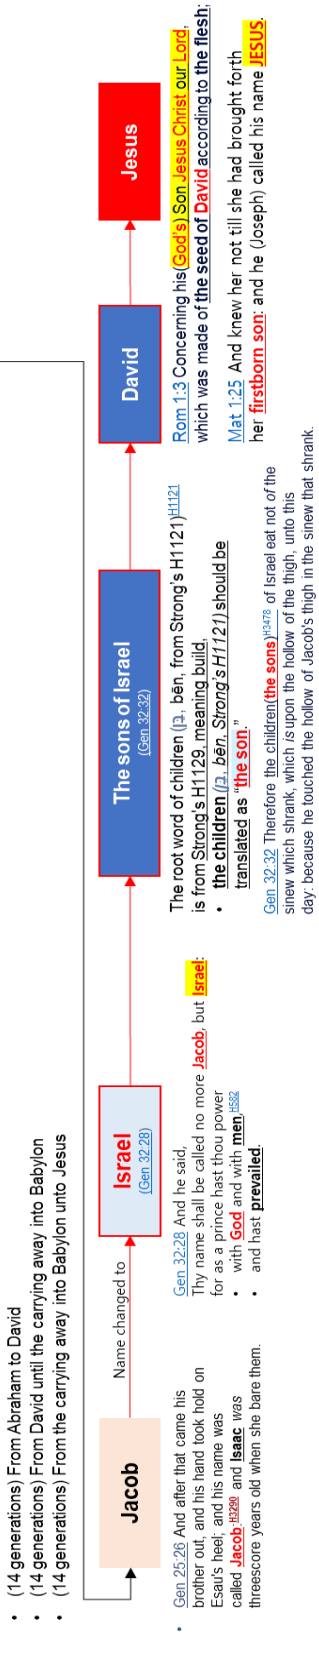 • (14 generations) From Abraham to David
• (14 generations) From David until the carrying away into Babylon
• (14 generations) From the carrying away into Babylon unto Jesus
Jacob
Name changed to
Israel
(Gen 32:28)
The sons of Israel
(Gen 32:32)
David
Jesus
• Gen 25:26 And after that came his
brother out, and his hand took hold on
Esau's heel; and his name was
called Jacob:H3290 and Isaac was
threescore years old when she bare them.
Gen 32:28 And he said,
Thy name shall be called no more Jacob, but Israel:
for as a prince hast thou power
• with God and with men,H582
• and hast prevailed.
The root word of children (בן, bên, from Strong's H1121)H1121
is from Strong's H1129, meaning build,
• the children (בן, bên, Strong's H1121) should be
translated as “the son.”
Gen 32:32 Therefore the children(the sons)H3478 of Israel eat not of the
sinew which shrank, which is upon the hollow of the thigh, unto this
day: because he touched the hollow of Jacob's thigh in the sinew that shrank.
Rom 1:3 Concerning his(God's) Son Jesus Christ our Lord,
which was made of the seed of David according to the flesh;
Mat 1:25 And knew her not till she had brought forth
her firstborn son: and he (Joseph) called his name JESUS.